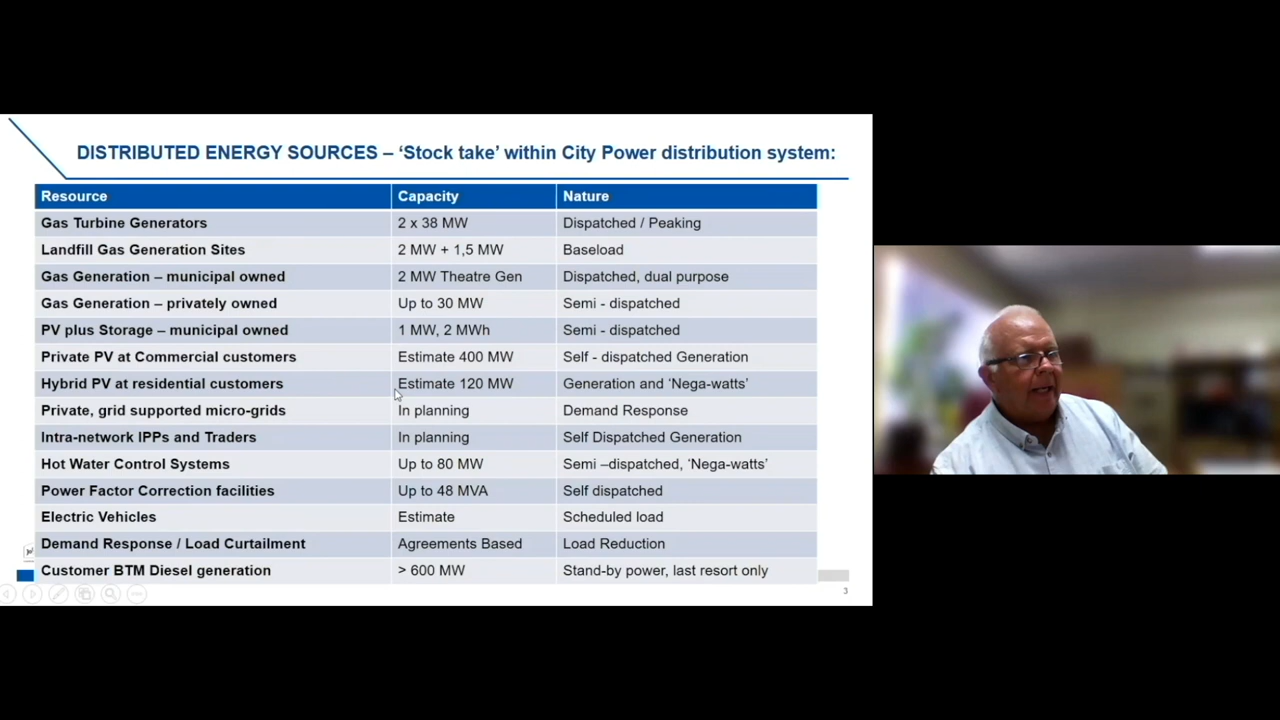 DISTRIBUTED ENERGY SOURCES – ‘Stock take’ within City Power distribution system:
Resource Capacity Nature
Gas Turbine Generators 2 x 38 MW Dispatched / Peaking
Landfill Gas Generation Sites 2 MW + 1,5 MW Baseload
Gas Generation – municipal owned 2 MW Theatre Gen Dispatched, dual purpose
Gas Generation – privately owned Up to 30 MW Semi - dispatched
PV plus Storage – municipal owned 1 MW, 2 MWh Semi - dispatched
Private PV at Commercial customers Estimate 400 MW Self - dispatched Generation
Hybrid PV at residential customers Estimate 120 MW Generation and ‘Nega-watts’
Private, grid supported micro-grids In planning Demand Response
Intra-network IPPs and Traders In planning Self Dispatched Generation
Hot Water Control Systems Up to 80 MW Semi –dispatched, ‘Nega-watts’
Power Factor Correction facilities Up to 48 MVA Self dispatched
Electric Vehicles Estimate Scheduled load
Demand Response / Load Curtailment Agreements Based Load Reduction
Customer BTM Diesel generation > 600 MW Stand-by power, last resort only
3